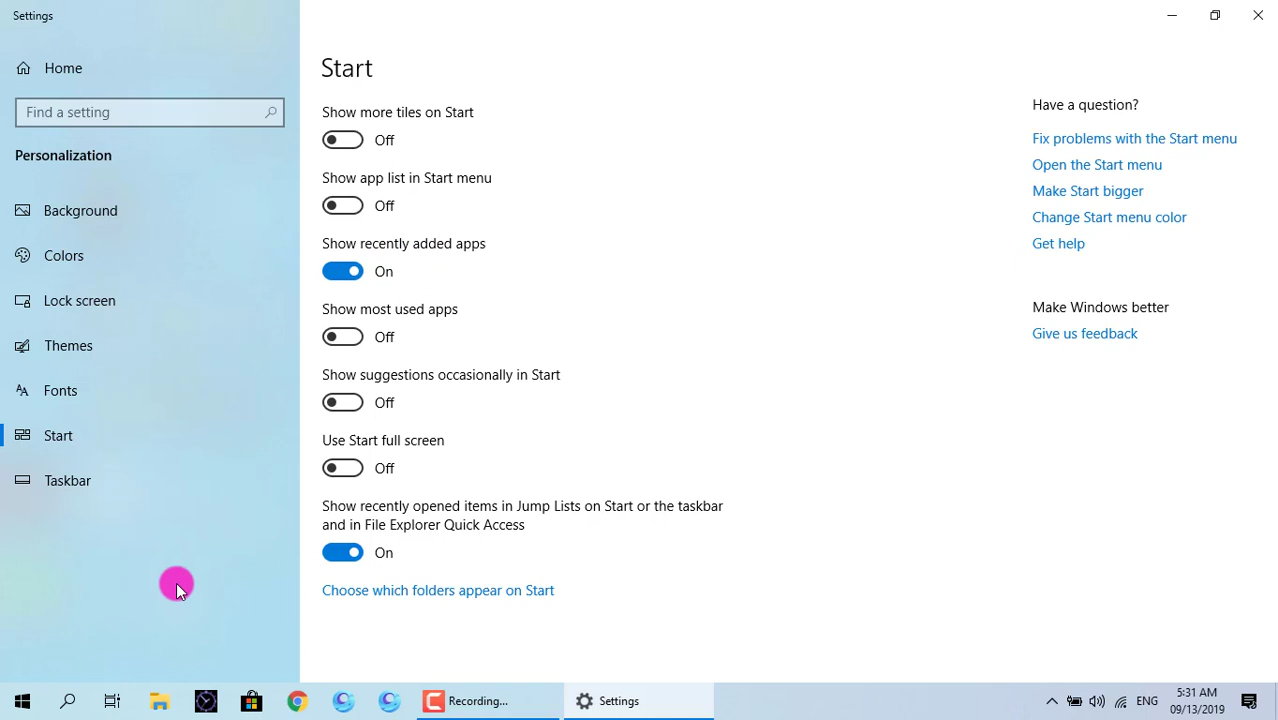 Settings
Home
Find a setting
Personalization
Background
Colors
Lock screen
Themes
Fonts
Start
Taskbar
Start
Show more tiles on Start
Off
Show app list in Start menu
Off
Show recently added apps
On
Show most used apps
Off
Show suggestions occasionally in Start
Off
Use Start full screen
Off
Show recently opened items in Jump Lists on Start or the taskbar
and in File Explorer Quick Access
On
Choose which folders appear on Start
Have a question?
Fix problems with the Start menu
Open the Start menu
Make Start bigger
Change Start menu color
Get help
Make Windows better
Give us feedback
Recording...
Settings
ENG
5:31 AM
09/13/2019